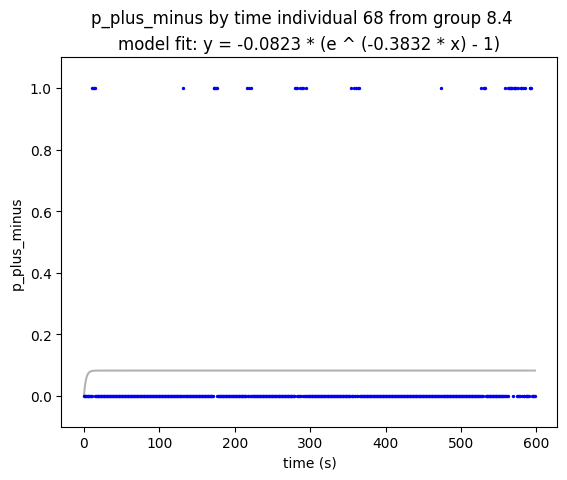 p_plus_minus by time individual 68 from group 8.4
model fit: y = -0.0823 * (e ^ (-0.3832 * x) - 1)
1.0
0.8
0.6
0.4
0.2
0.0
p_plus_minus
0 100 200 300 400 500 600
time (s)